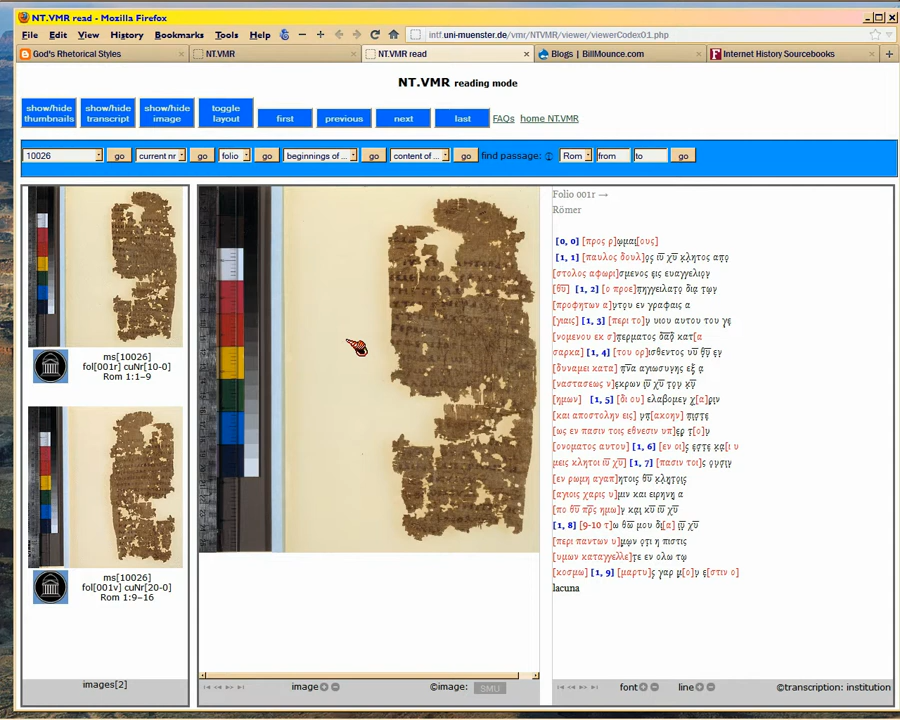 NT.VMR read - Mozilla Firefox
File Edit View History Bookmarks Tools Help
intf.uni-muenster.de/vmr/NTVMR/viewer/viewerCodex01.php
God's Rhetorical Styles
NT.VMR
NT.VMR read
Blogs | BillMounce.com
Internet History Sourcebooks
NT.VMR reading mode
show/hide thumbnails
show/hide transcript
show/hide image
toggle layout
first
previous
next
last
FAQs home NT.VMR
10026 go current nr go folio go beginnings of ... go content of ... go find passage: Rom from to go
ms[10026]
fol[001r] cuNr[10-0]
Rom 1:1-9
ms[10026]
fol[001v] cuNr[20-0]
Rom 1:9-16
images[2]
image
©image: SMU
Folio 001r →
Römer
[0, 0] [προς ρ]ωμαι[ους]
[1, 1] [παυλος δουλ]ος ιυ χυ κλητος απο
[στολος αφωρι]σμενος εις ευαγγελιον
[θυ] [1, 2] [ο προε]πηγγειλατο δια των
[προφητων α]υτου εν γραφαις α
[γιαις] [1, 3] [περι το]υ υιου αυτου του γε
[νομενου εκ σ]περματος δαδ κατ[α
σαρκα] [1, 4] [του ορ]ισθεντος υυ θυ εν
[δυναμει κατα] πνα αγιωσυνης εξ α
[ναστασεως ν]εκρων ιυ χυ του κυ
[ημων] [1, 5] [δι ου] ελαβομεν χ[α]ριν
[και αποστολην εις] υπ[ακοην] πιστε
[ως εν πασιν τοις εθνεσιν υπ]ερ τ[ο]υ
[ονοματος αυτου] [1, 6] [εν οι]ς εστε κα[ι υ
μεις κλητοι ιυ χυ] [1, 7] [πασιν τοι]ς ουσιν
[εν ρωμη αγαπ]ητοις θυ κλητοις
[αγιοις χαρις υ]μιν και ειρηνη α
[πο θυ πρς ημω]ν και κυ ιυ χυ
[1, 8] [9-10 τ]ω θω μου δι[α] ιυ χυ
[περι παντων υ]μων οτι η πιστις
[υμων καταγγελλε]τε εν ολω τω
[κοσμω] [1, 9] [μαρτυ]ς γαρ μ[ο]υ ε[στιν ο]
lacuna
font line ©transcription: institution